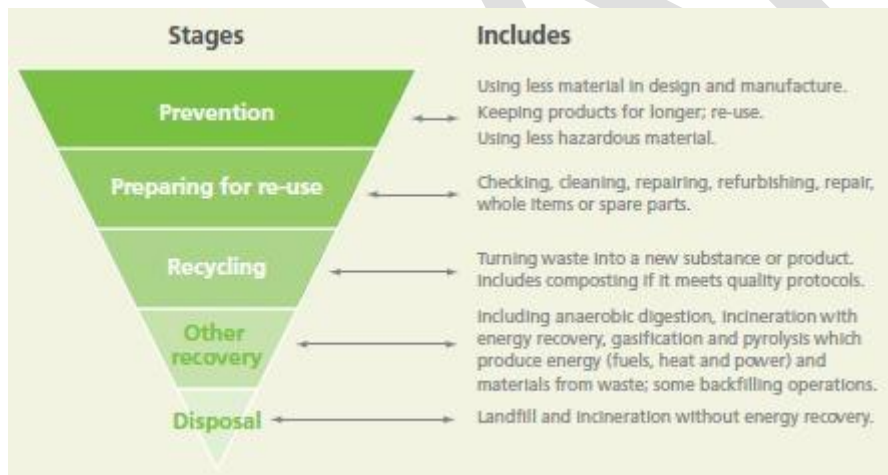 Stages
Includes
Prevention
Using less material in design and manufacture.
Keeping products for longer; re-use.
Using less hazardous material.
Preparing for re-use
Checking, cleaning, repairing, refurbishing, repair,
whole items or spare parts.
Recycling
Turning waste into a new substance or product.
Includes composting if it meets quality protocols.
Other
recovery
Including anaerobic digestion, incineration with
energy recovery, gasification and pyrolysis which
produce energy (fuels, heat and power) and
materials from waste; some backfilling operations.
Disposal
Landfill and incineration without energy recovery.